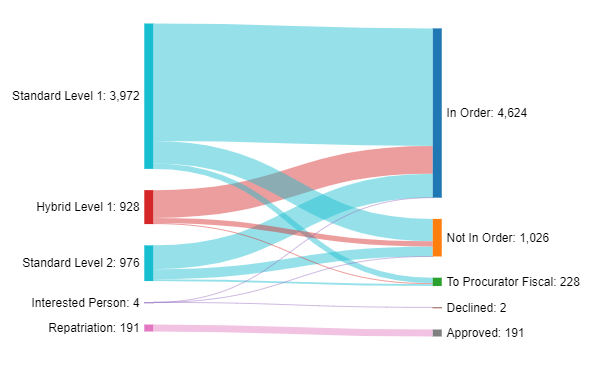 Standard Level 1: 3,972
Hybrid Level 1: 928
Standard Level 2: 976
Interested Person: 4
Repatriation: 191
In Order: 4,624
Not In Order: 1,026
To Procurator Fiscal: 228
Declined: 2
Approved: 191